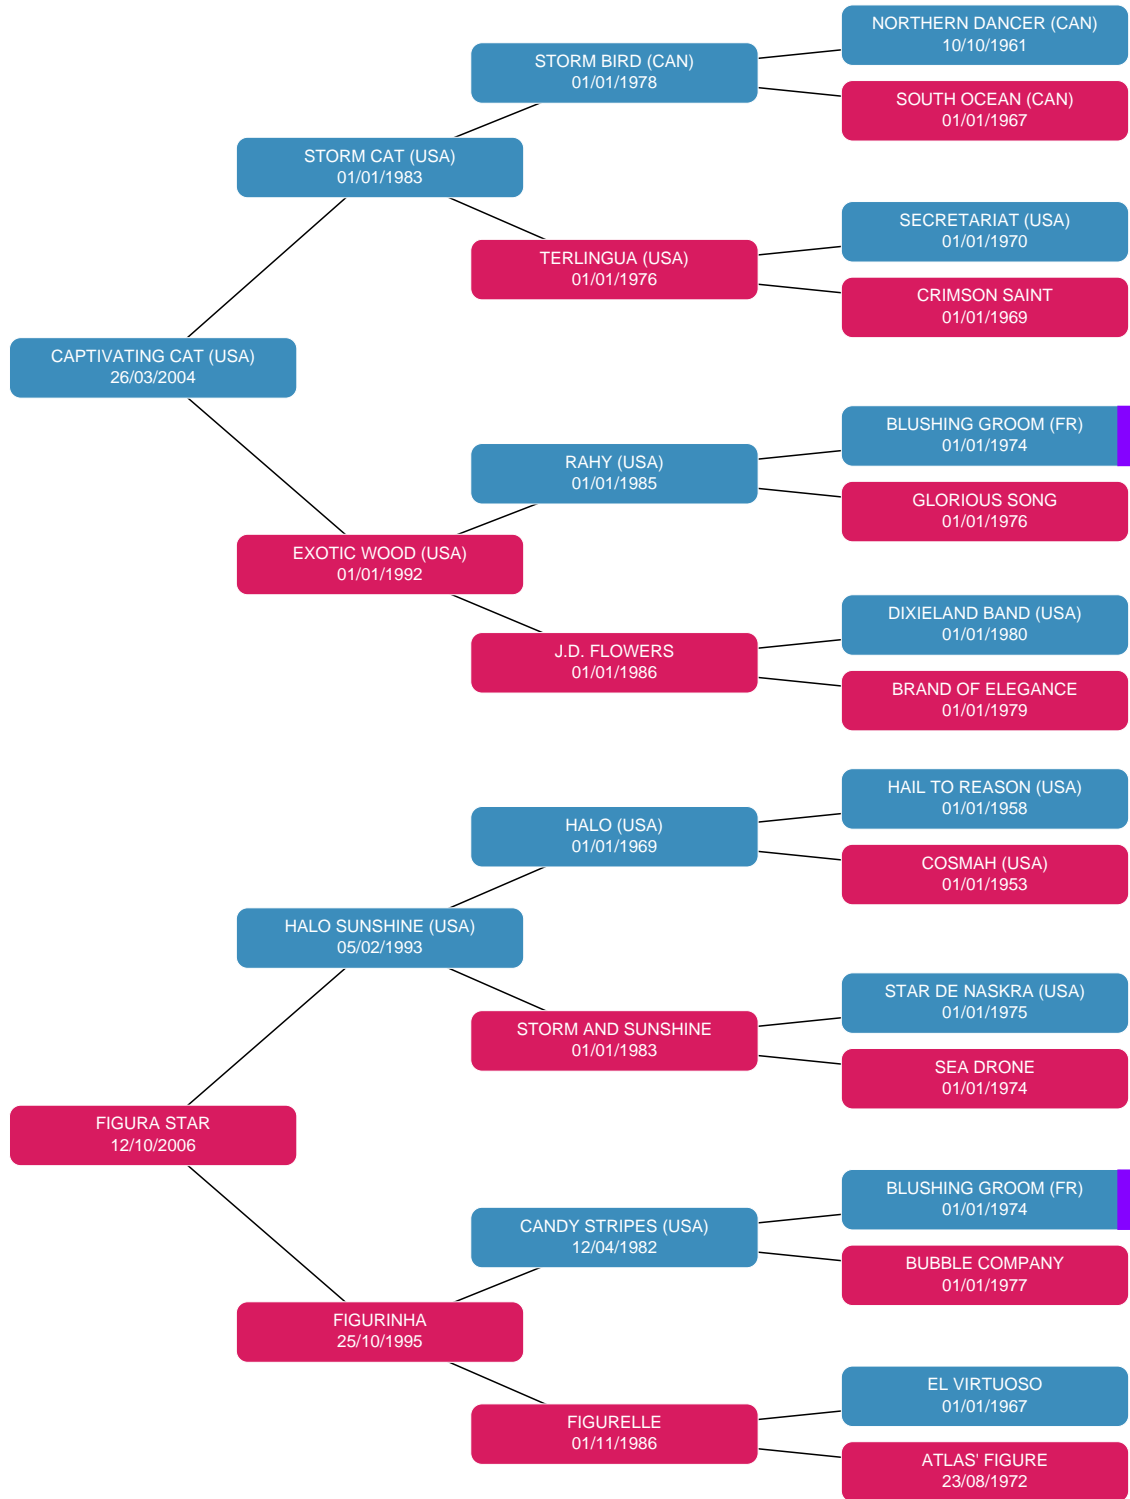 NORTHERN DANCER (CAN)
10/10/1961
STORM BIRD (CAN)
01/01/1978
SOUTH OCEAN (CAN)
01/01/1967
STORM CAT (USA)
01/01/1983
SECRETARIAT (USA)
01/01/1970
TERLINGUA (USA)
01/01/1976
CRIMSON SAINT
01/01/1969
CAPTIVATING CAT (USA)
26/03/2004
BLUSHING GROOM (FR)
01/01/1974
RAHY (USA)
01/01/1985
GLORIOUS SONG
01/01/1976
EXOTIC WOOD (USA)
01/01/1992
DIXIELAND BAND (USA)
01/01/1980
J.D. FLOWERS
01/01/1986
BRAND OF ELEGANCE
01/01/1979
HAIL TO REASON (USA)
01/01/1958
HALO (USA)
01/01/1969
COSMAH (USA)
01/01/1953
HALO SUNSHINE (USA)
05/02/1993
STAR DE NASKRA (USA)
01/01/1975
STORM AND SUNSHINE
01/01/1983
SEA DRONE
01/01/1974
FIGURA STAR
12/10/2006
BLUSHING GROOM (FR)
01/01/1974
CANDY STRIPES (USA)
12/04/1982
BUBBLE COMPANY
01/01/1977
FIGURINHA
25/10/1995
EL VIRTUOSO
01/01/1967
FIGURELLE
01/11/1986
ATLAS' FIGURE
23/08/1972